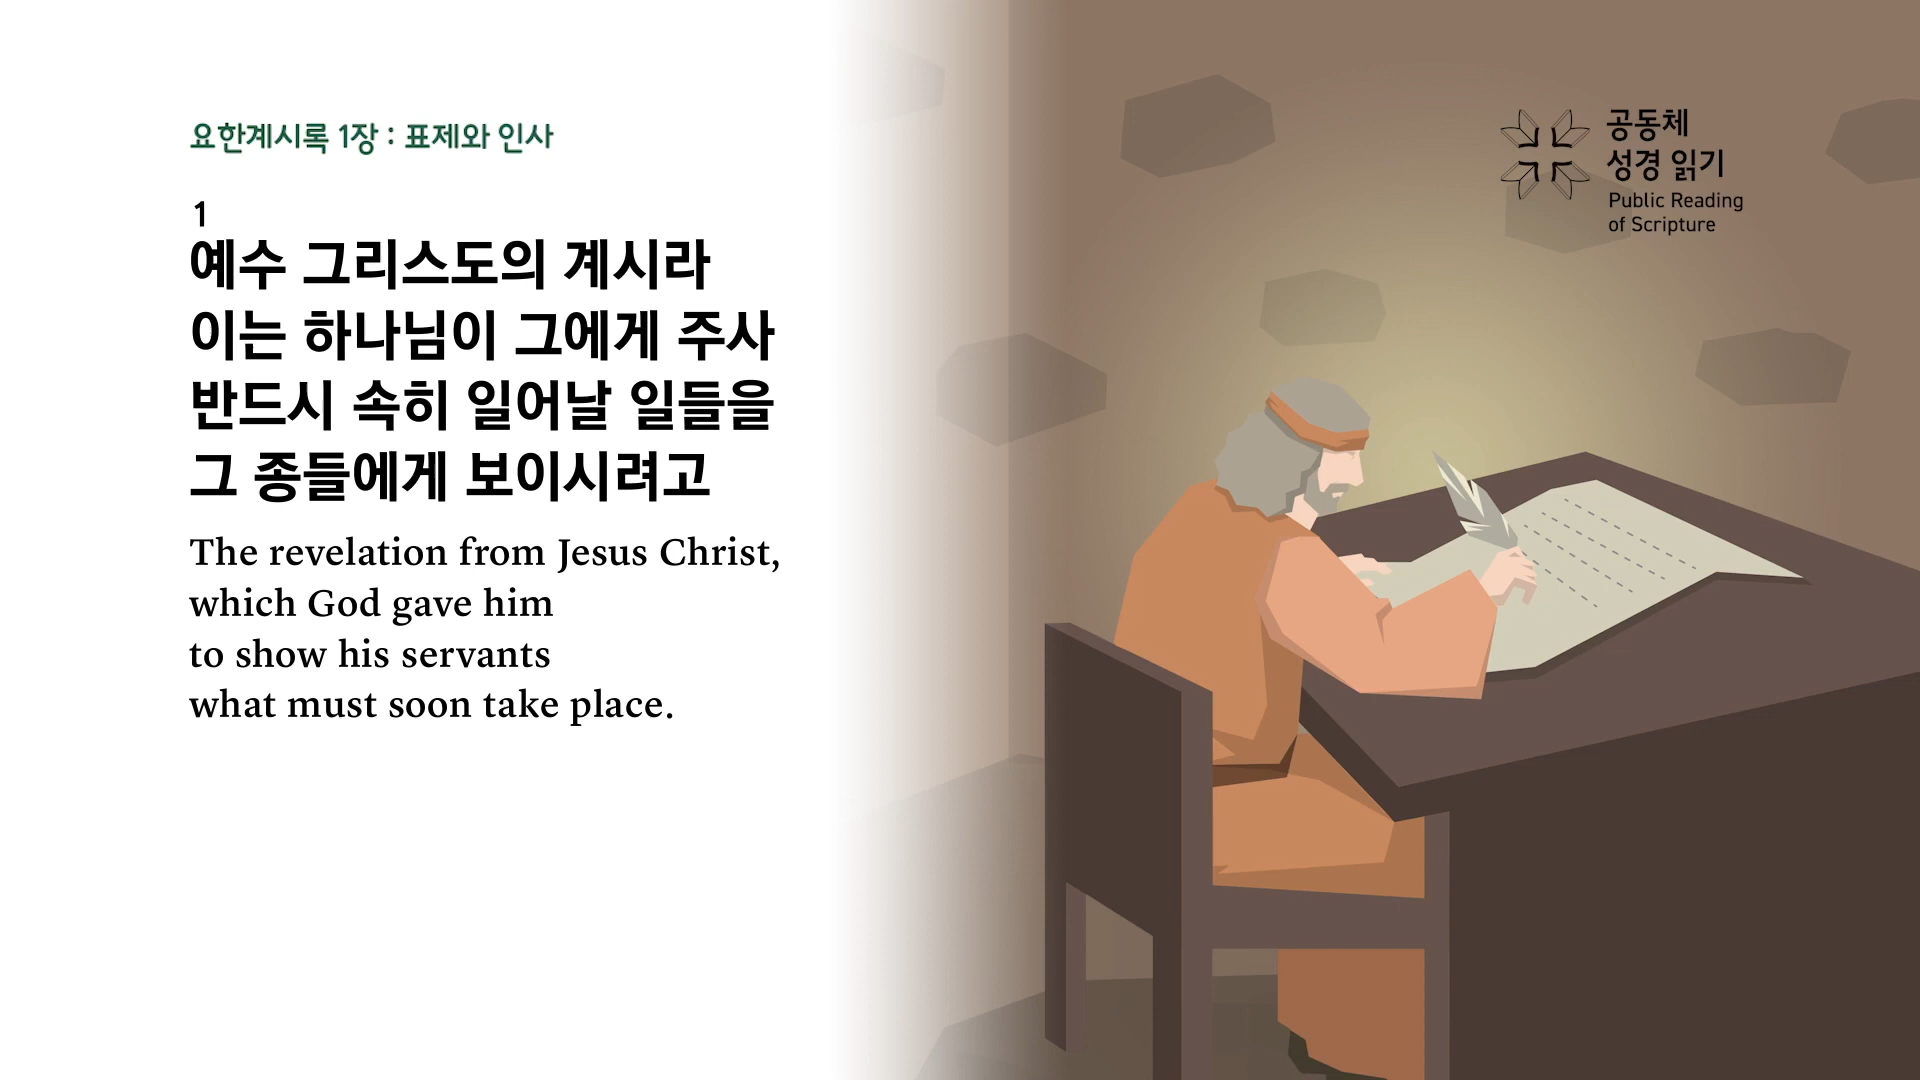 요한계시록 1장 : 표제와 인사
1
예수 그리스도의 계시라
이는 하나님이 그에게 주사
반드시 속히 일어날 일들을
그 종들에게 보이시려고
The revelation from Jesus Christ,
which God gave him
to show his servants
what must soon take place.
공동체
성경 읽기
Public Reading
of Scripture